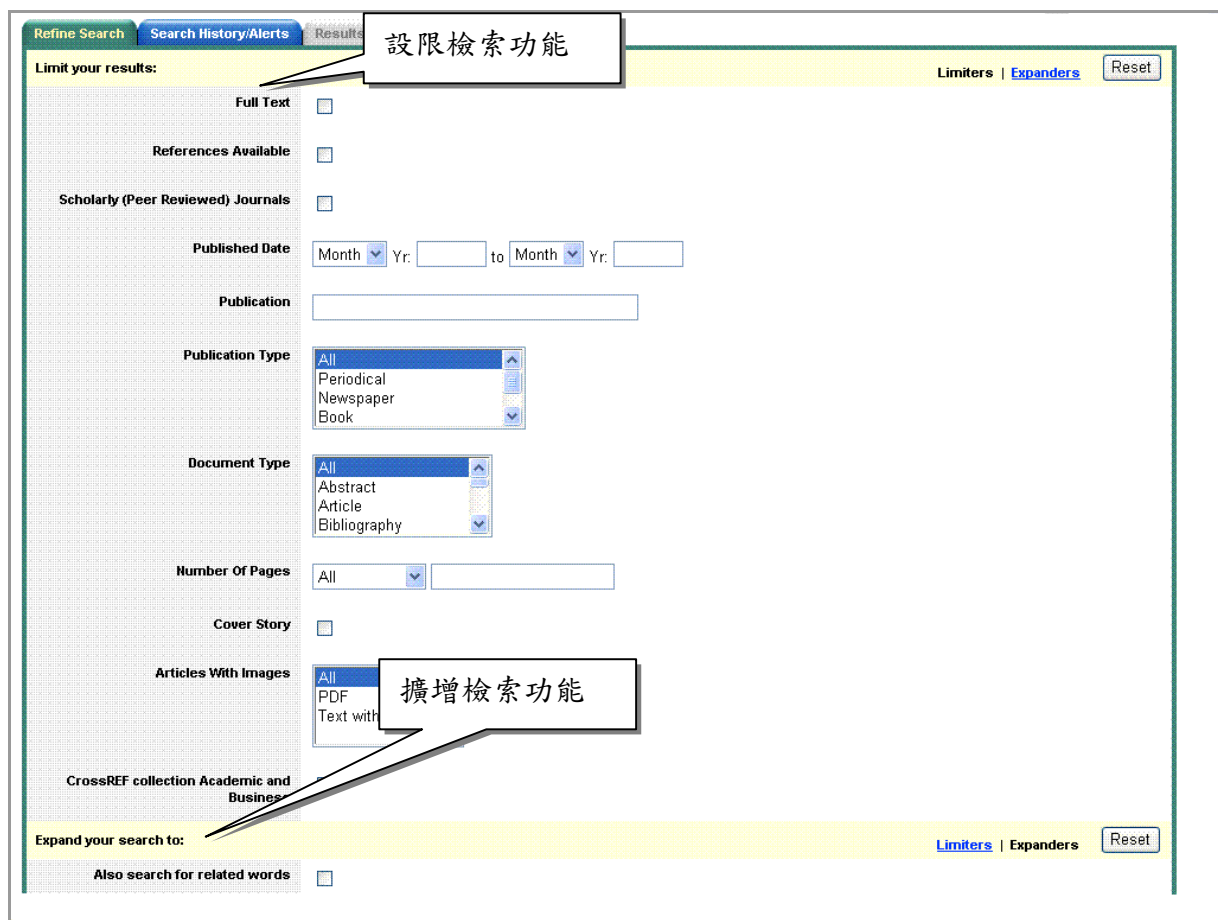 Refine Search Search History/Alerts Results
設限檢索功能
Limit your results: Limiters | Expanders Reset
Full Text
References Available
Scholarly (Peer Reviewed) Journals
Published Date Month Yr: to Month Yr:
Publication
Publication Type All
Periodical
Newspaper
Book
Document Type All
Abstract
Article
Bibliography
Number Of Pages All
Cover Story
Articles With Images All
PDF
Text with
擴增檢索功能
CrossREF collection Academic and
Business
Expand your search to: Limiters | Expanders Reset
Also search for related words